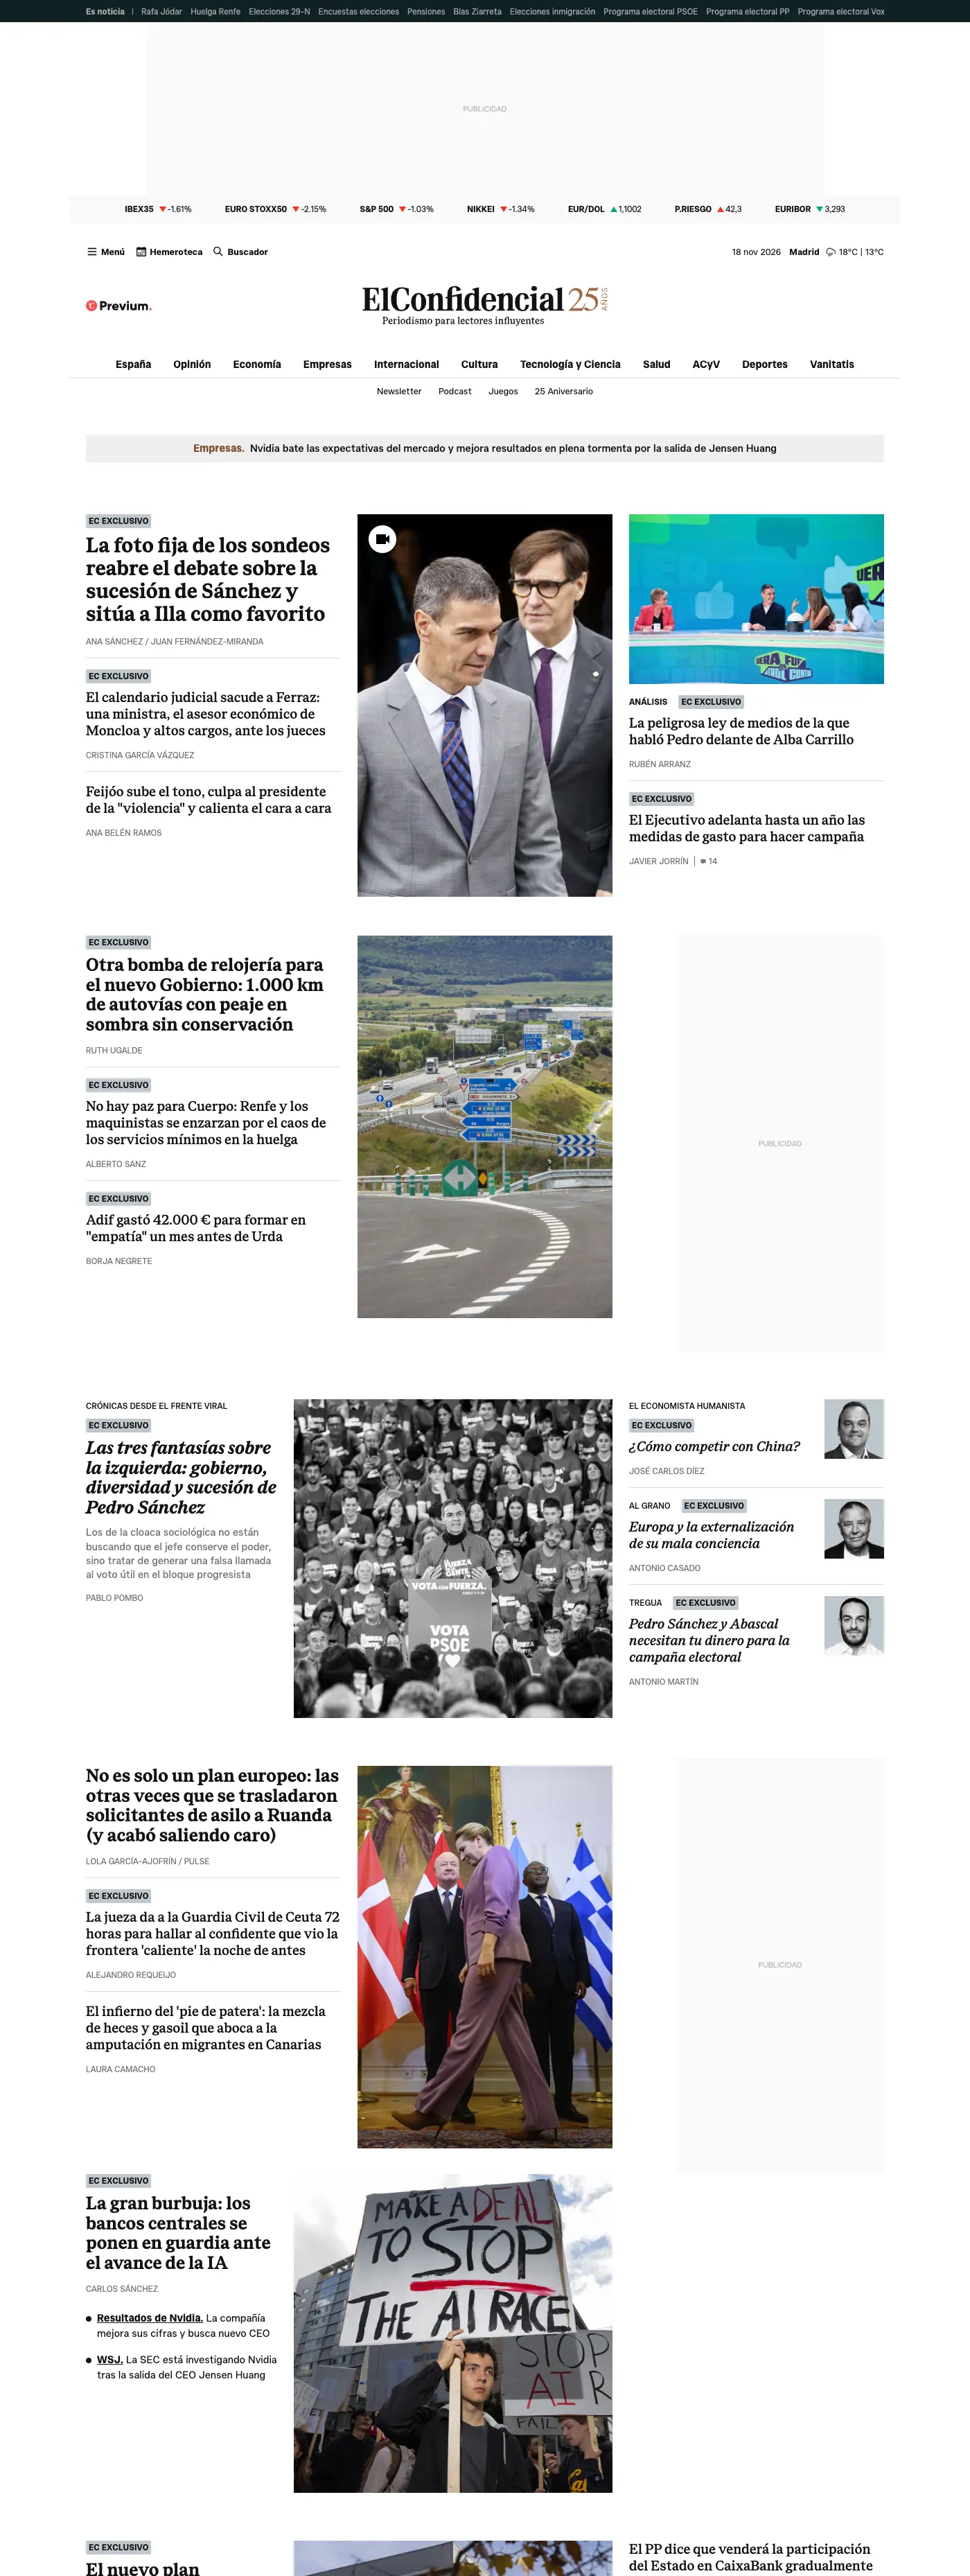 Es noticia | Rafa Jódar Huelga Renfe Elecciones 29-N Encuestas elecciones Pensiones Blas Ziarreta Elecciones inmigración Programa electoral PSOE Programa electoral PP Programa electoral Vox
PUBLICIDAD
IBEX35 ▼-1.61% EURO STOXX50 ▼-2.15% S&P 500 ▼-1.03% NIKKEI ▼-1.34% EUR/DOL ▲1,1002 P.RIESGO ▲42,3 EURIBOR ▼3,293
Menú Hemeroteca Buscador
18 nov 2026 Madrid 18°C | 13°C
Previum.
ElConfidencial 25 AÑOS
Periodismo para lectores influyentes
España Opinión Economía Empresas Internacional Cultura Tecnología y Ciencia Salud ACyV Deportes Vanitatis
Newsletter Podcast Juegos 25 Aniversario
Empresas. Nvidia bate las expectativas del mercado y mejora resultados en plena tormenta por la salida de Jensen Huang
EC EXCLUSIVO
La foto fija de los sondeos
reabre el debate sobre la
sucesión de Sánchez y
sitúa a Illa como favorito
ANA SÁNCHEZ / JUAN FERNÁNDEZ-MIRANDA
EC EXCLUSIVO
El calendario judicial sacude a Ferraz:
una ministra, el asesor económico de
Moncloa y altos cargos, ante los jueces
CRISTINA GARCÍA VÁZQUEZ
Feijóo sube el tono, culpa al presidente
de la "violencia" y calienta el cara a cara
ANA BELÉN RAMOS
ANÁLISIS EC EXCLUSIVO
La peligrosa ley de medios de la que
habló Pedro delante de Alba Carrillo
RUBÉN ARRANZ
EC EXCLUSIVO
El Ejecutivo adelanta hasta un año las
medidas de gasto para hacer campaña
JAVIER JORRÍN | 14
EC EXCLUSIVO
Otra bomba de relojería para
el nuevo Gobierno: 1.000 km
de autovías con peaje en
sombra sin conservación
RUTH UGALDE
EC EXCLUSIVO
No hay paz para Cuerpo: Renfe y los
maquinistas se enzarzan por el caos de
los servicios mínimos en la huelga
ALBERTO SANZ
EC EXCLUSIVO
Adif gastó 42.000 € para formar en
"empatía" un mes antes de Urda
BORJA NEGRETE
PUBLICIDAD
CRÓNICAS DESDE EL FRENTE VIRAL
EC EXCLUSIVO
Las tres fantasías sobre
la izquierda: gobierno,
diversidad y sucesión de
Pedro Sánchez
Los de la cloaca sociológica no están
buscando que el jefe conserve el poder,
sino tratar de generar una falsa llamada
al voto útil en el bloque progresista
PABLO POMBO
VOTA CON FUERZA.
VOTA
PSOE
EL ECONOMISTA HUMANISTA
EC EXCLUSIVO
¿Cómo competir con China?
JOSÉ CARLOS DÍEZ
AL GRANO EC EXCLUSIVO
Europa y la externalización
de su mala conciencia
ANTONIO CASADO
TREGUA EC EXCLUSIVO
Pedro Sánchez y Abascal
necesitan tu dinero para la
campaña electoral
ANTONIO MARTÍN
No es solo un plan europeo: las
otras veces que se trasladaron
solicitantes de asilo a Ruanda
(y acabó saliendo caro)
LOLA GARCÍA-AJOFRÍN / PULSE
EC EXCLUSIVO
La jueza da a la Guardia Civil de Ceuta 72
horas para hallar al confidente que vio la
frontera 'caliente' la noche de antes
ALEJANDRO REQUEIJO
El infierno del 'pie de patera': la mezcla
de heces y gasoil que aboca a la
amputación en migrantes en Canarias
LAURA CAMACHO
PUBLICIDAD
EC EXCLUSIVO
La gran burbuja: los
bancos centrales se
ponen en guardia ante
el avance de la IA
CARLOS SÁNCHEZ
Resultados de Nvidia. La compañía
mejora sus cifras y busca nuevo CEO
WSJ. La SEC está investigando Nvidia
tras la salida del CEO Jensen Huang
MAKE A DEAL
TO STOP
THE AI RACE
STOP
AI
FAIL
EC EXCLUSIVO
El nuevo plan
El PP dice que venderá la participación
del Estado en CaixaBank gradualmente